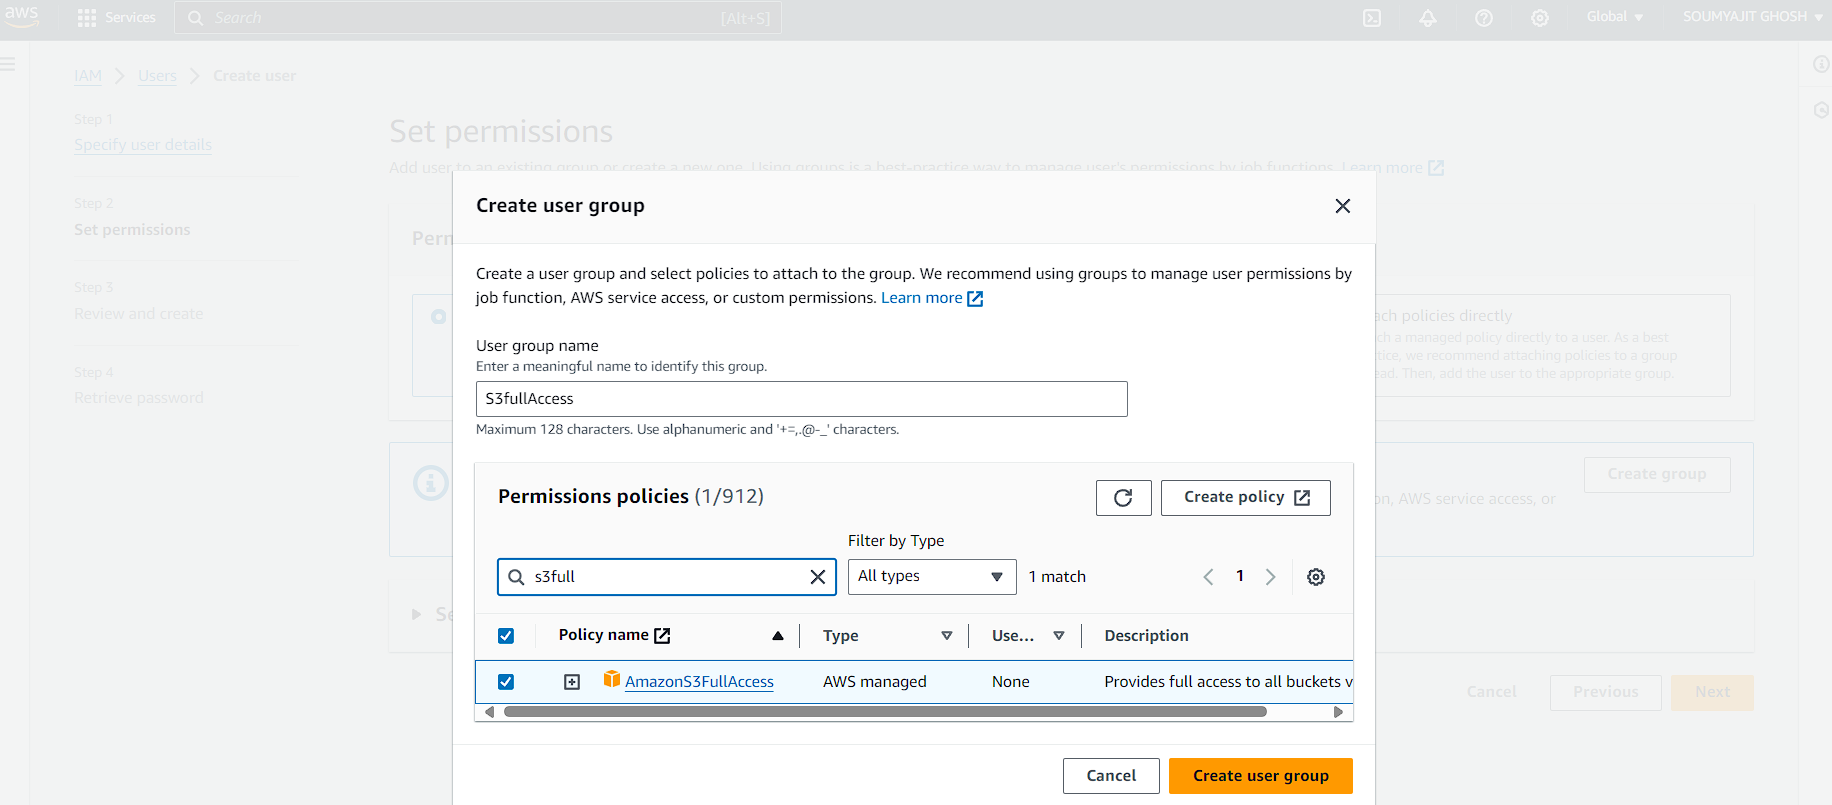 aws
Services
Search
[Alt+S]
Global
SOUMYAJIT GHOSH
IAM
Users
Create user
Step 1
Specify user details
Step 2
Set permissions
Step 3
Review and create
Step 4
Retrieve password
Set permissions
Add user to an existing group or create a new one. Using groups is a best-practice way to manage user's permissions by job functions. Learn more
Perm
ach policies directly
ch a managed policy directly to a user. As a best
tice, we recommend attaching policies to a group
ead. Then, add the user to the appropriate group.
Create group
on, AWS service access, or
Se
Cancel
Previous
Next
Create user group
Create a user group and select policies to attach to the group. We recommend using groups to manage user permissions by
job function, AWS service access, or custom permissions. Learn more
User group name
Enter a meaningful name to identify this group.
S3fullAccess
Maximum 128 characters. Use alphanumeric and '+=,.@-_' characters.
Permissions policies (1/912)
Create policy
Filter by Type
s3full
All types
1 match
1
Policy name
Type
Use...
Description
AmazonS3FullAccess
AWS managed
None
Provides full access to all buckets v
Cancel
Create user group